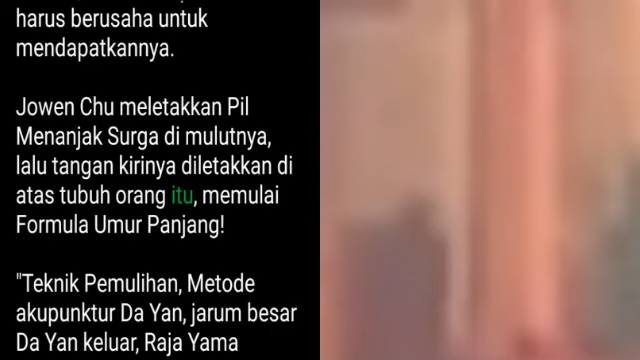 harus berusaha untuk
mendapatkannya.
Jowen Chu meletakkan Pil
Menanjak Surga di mulutnya,
lalu tangan kirinya diletakkan di
atas tubuh orang itu, memulai
Formula Umur Panjang!
"Teknik Pemulihan, Metode
akupunktur Da Yan, jarum besar
Da Yan keluar, Raja Yama